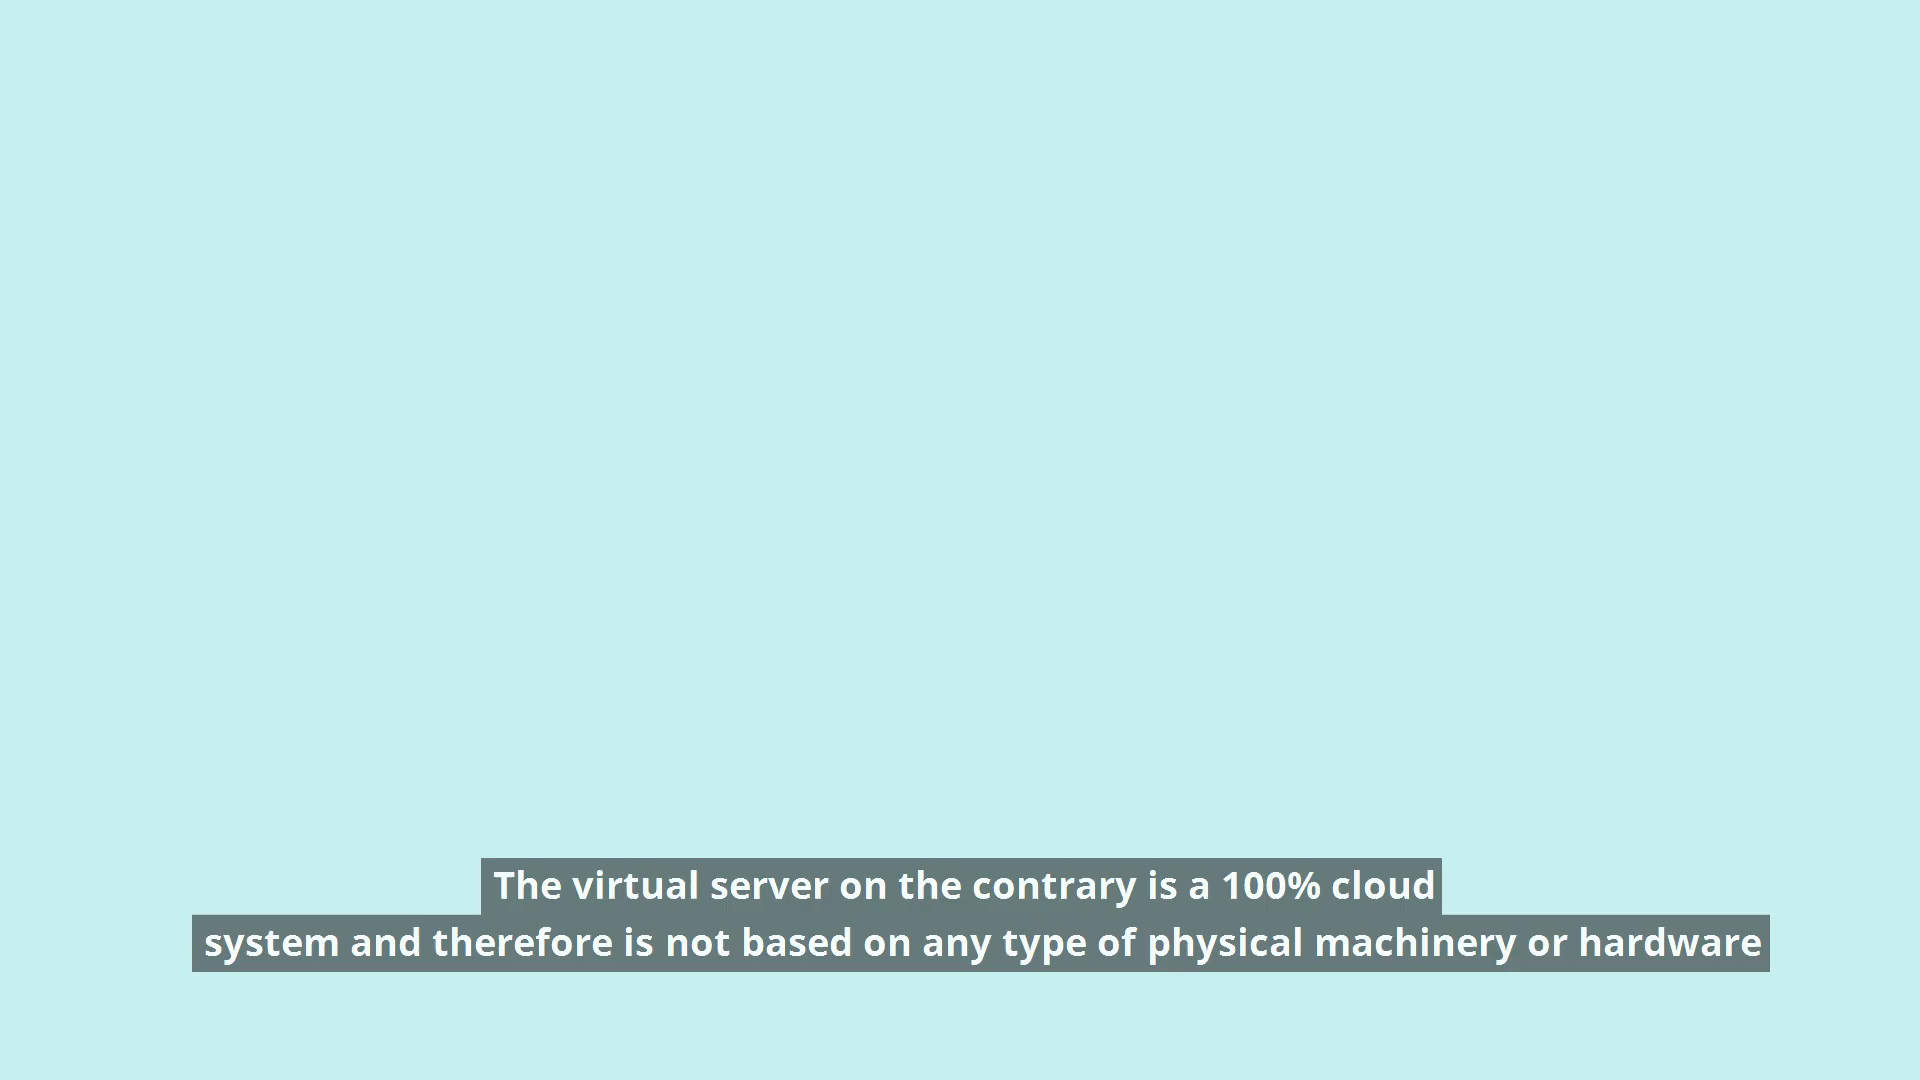 The virtual server on the contrary is a 100% cloud
system and therefore is not based on any type of physical machinery or hardware